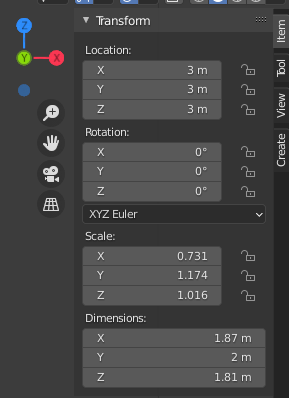 Transform
Location:
X 3 m
Y 3 m
Z 3 m
Rotation:
X 0°
Y 0°
Z 0°
XYZ Euler
Scale:
X 0.731
Y 1.174
Z 1.016
Dimensions:
X 1.87 m
Y 2 m
Z 1.81 m
Item
Tool
View
Create
Z
Y
X